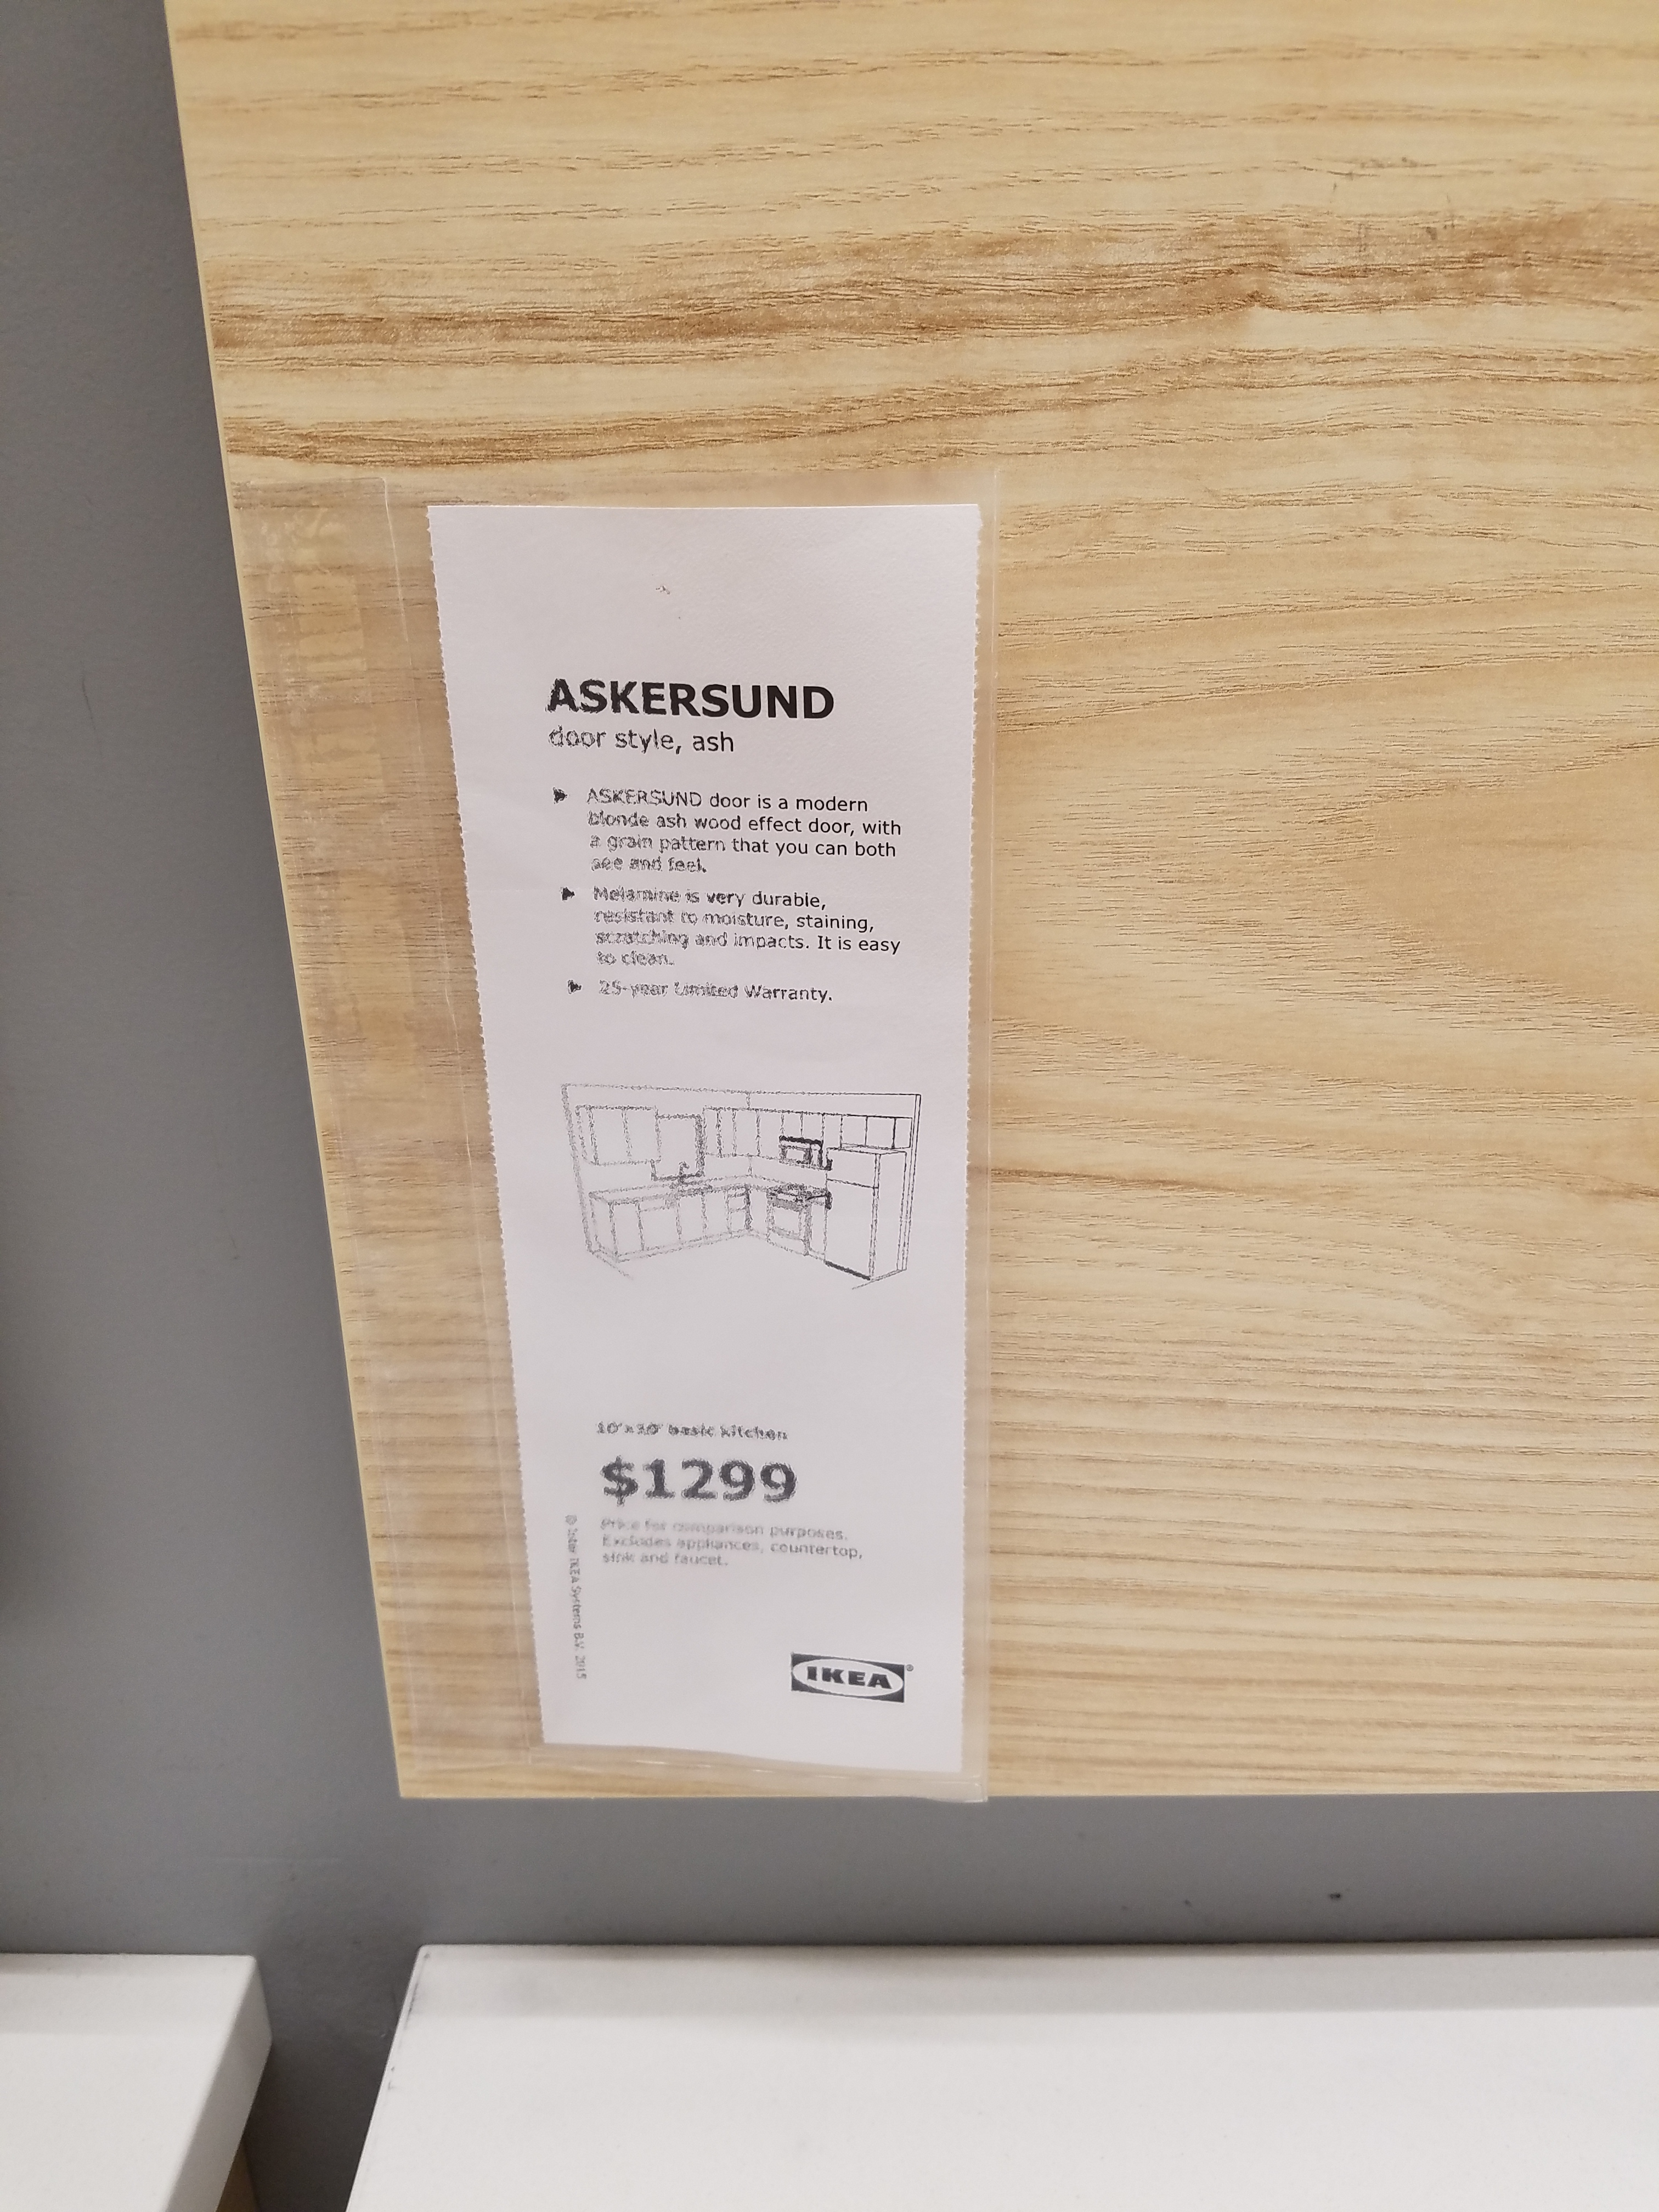 ASKERSUND
door style, ash
ASKERSUND door is a modern
blonde ash wood effect door, with
a grain pattern that you can both
see and feel.
Melamine is very durable,
resistant to moisture, staining,
scratching and impacts. It is easy
to clean.
25-year Limited Warranty.
10'x10' basic kitchen
$1299
Price for comparison purposes.
Excludes appliances, countertop,
sink and faucet.
© Inter IKEA Systems B.V. 2015
IKEA®